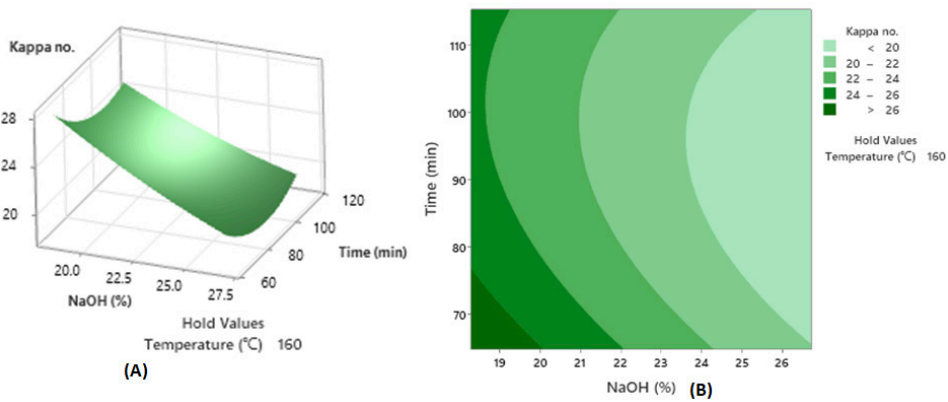 Kappa no.
28
24
20
20.0
22.5
25.0
27.5
NaOH (%)
60
80
100
120
Time (min)
Hold Values
Temperature (℃) 160
(A)
Time (min)
110
100
90
80
70
19 20 21 22 23 24 25 26
NaOH (%)
(B)
Kappa no.
< 20
20 – 22
22 – 24
24 – 26
> 26
Hold Values
Temperature (℃) 160